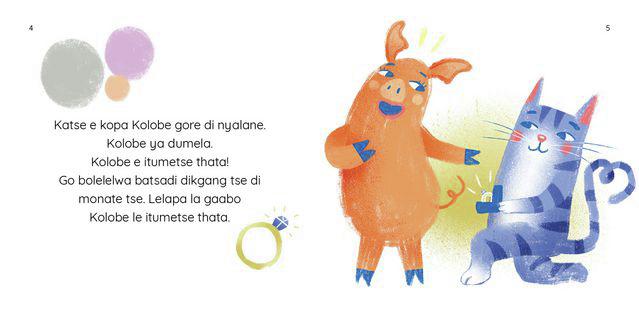 4
Katse e kopa Kolobe gore di nyalane.
Kolobe ya dumela.
Kolobe e itumetse thata!
Go bolelelwa batsadi dikgang tse di
monate tse. Lelapa la gaabo
Kolobe le itumetse thata.
5